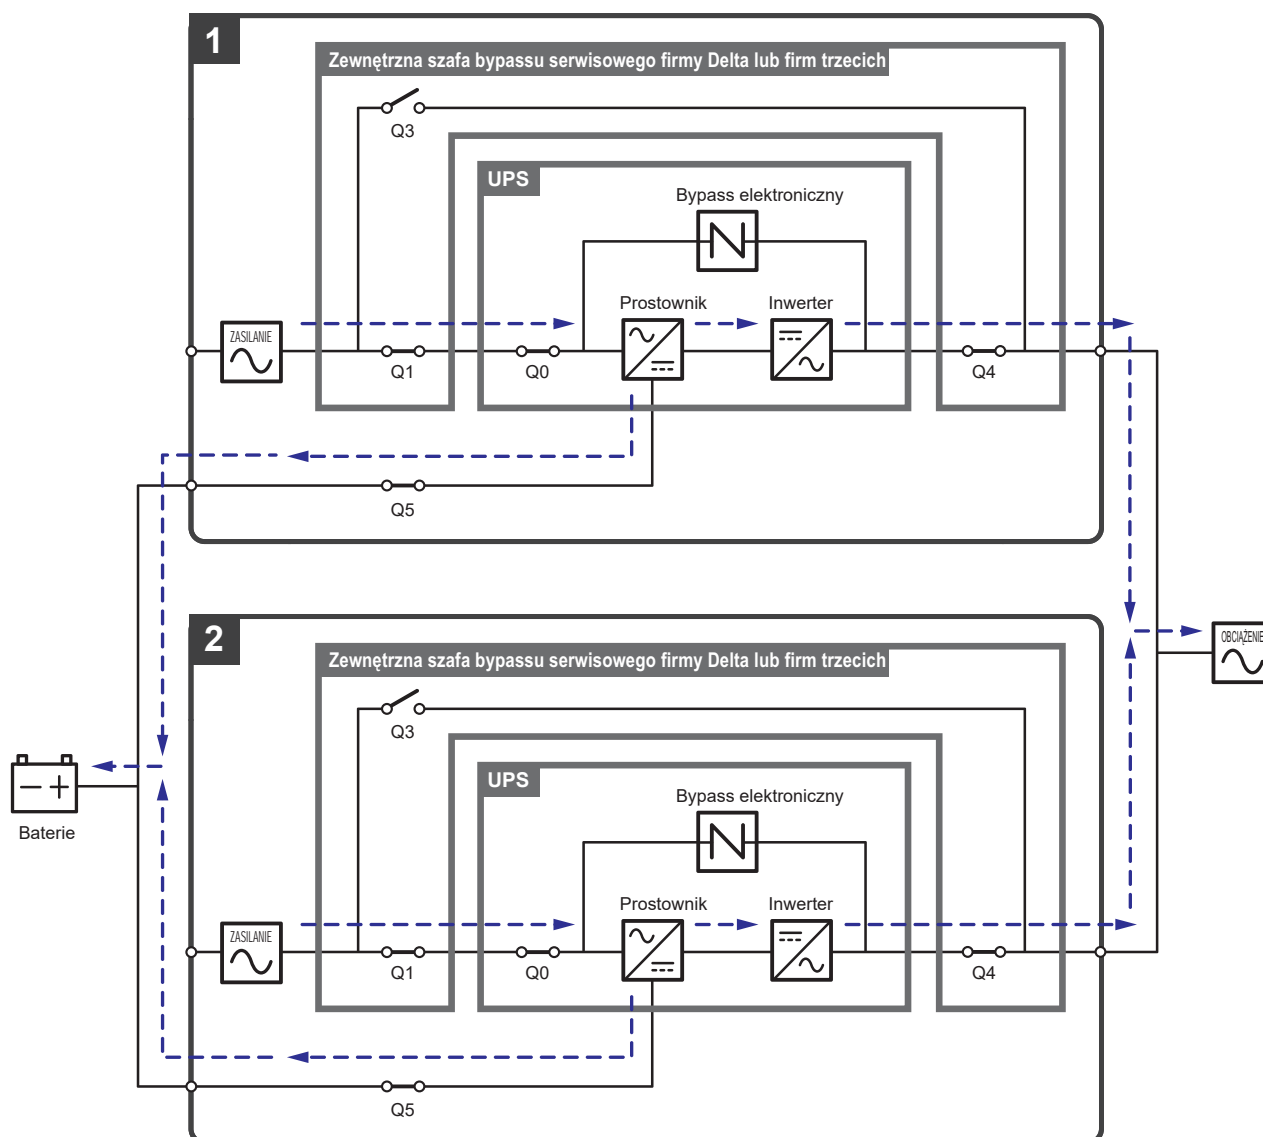 1
Zewnętrzna szafa bypassu serwisowego firmy Delta lub firm trzecich
Q3
UPS
Bypass elektroniczny
Prostownik
Inwerter
ZASILANIE
Q1
Q0
Q4
Q5
2
Zewnętrzna szafa bypassu serwisowego firmy Delta lub firm trzecich
OBCIĄŻENIE
Q3
UPS
Bypass elektroniczny
Baterie
Prostownik
Inwerter
ZASILANIE
Q1
Q0
Q4
Q5